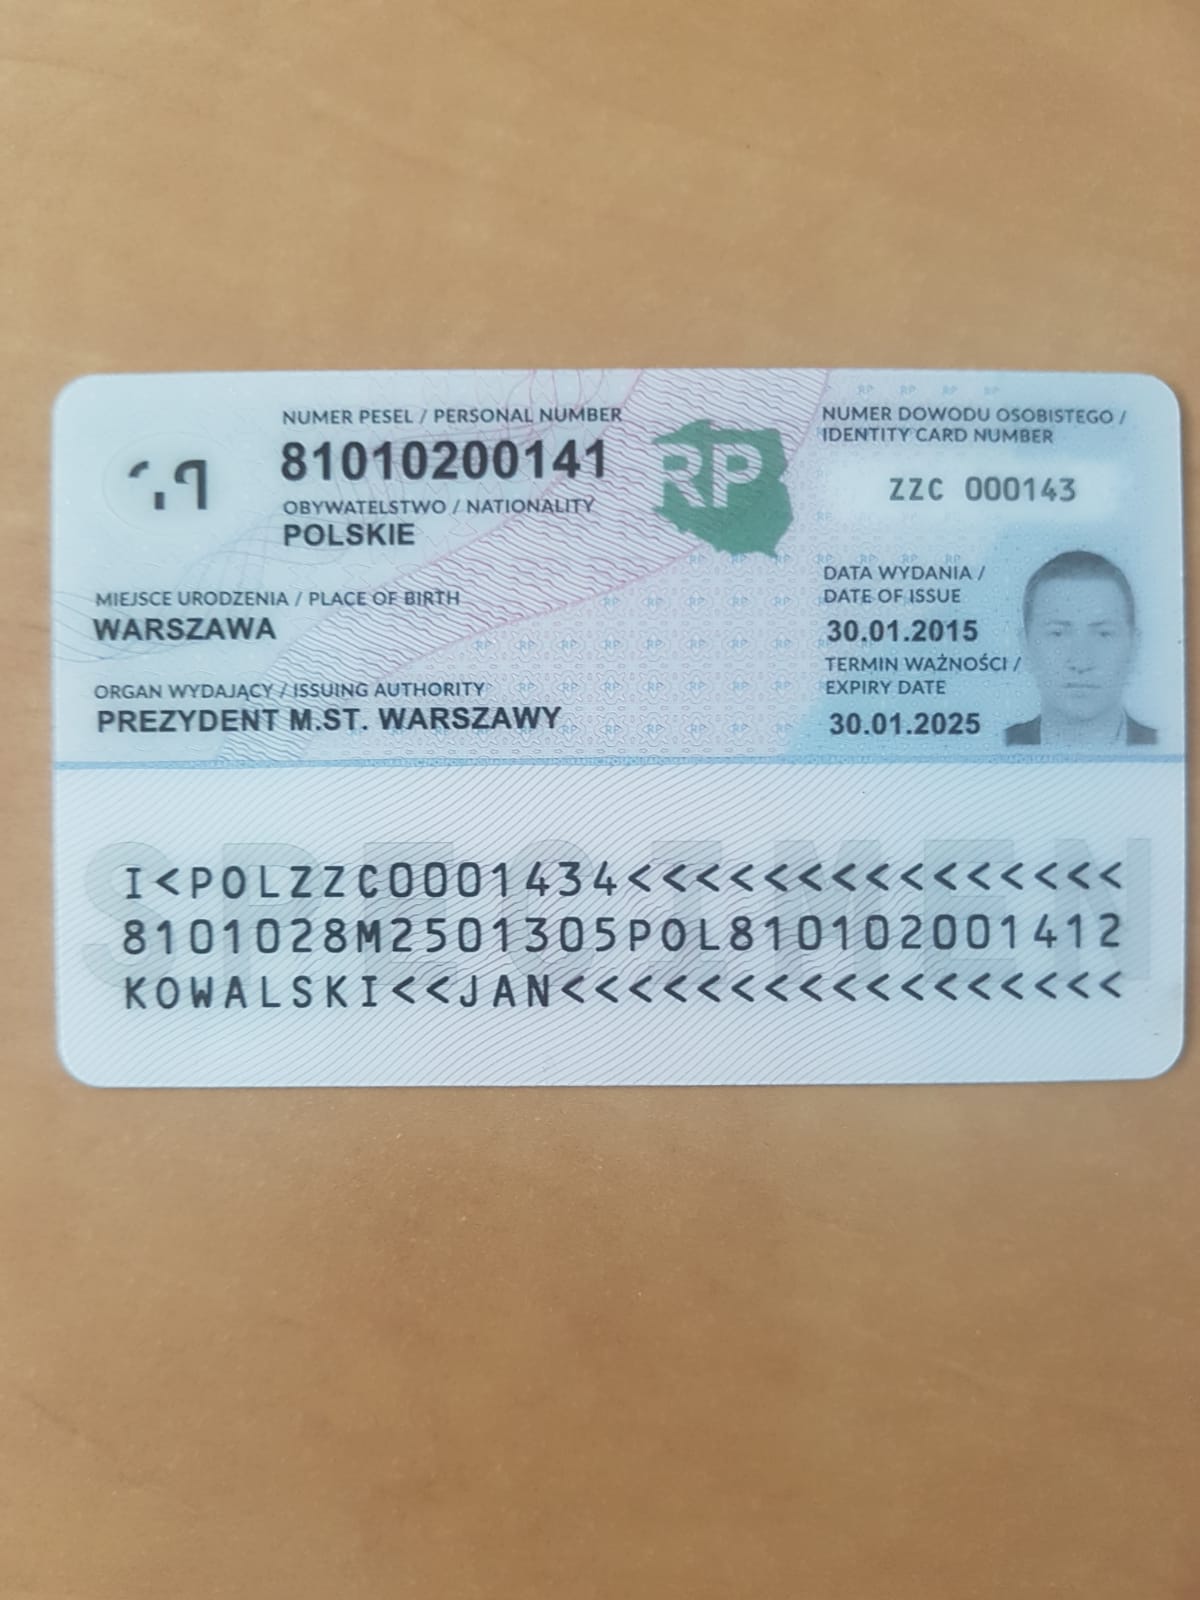 NUMER PESEL / PERSONAL NUMBER
81010200141
OBYWATELSTWO / NATIONALITY
POLSKIE
MIEJSCE URODZENIA / PLACE OF BIRTH
WARSZAWA
ORGAN WYDAJĄCY / ISSUING AUTHORITY
PREZYDENT M.ST. WARSZAWY
RP
NUMER DOWODU OSOBISTEGO /
IDENTITY CARD NUMBER
ZZC 000143
DATA WYDANIA /
DATE OF ISSUE
30.01.2015
TERMIN WAŻNOŚCI /
EXPIRY DATE
30.01.2025
SPECIMEN
I<POLZZC0001434<<<<<<<<<<<<<<<
8101028M2501305POL810102001412
KOWALSKI<<JAN<<<<<<<<<<<<<<<<<